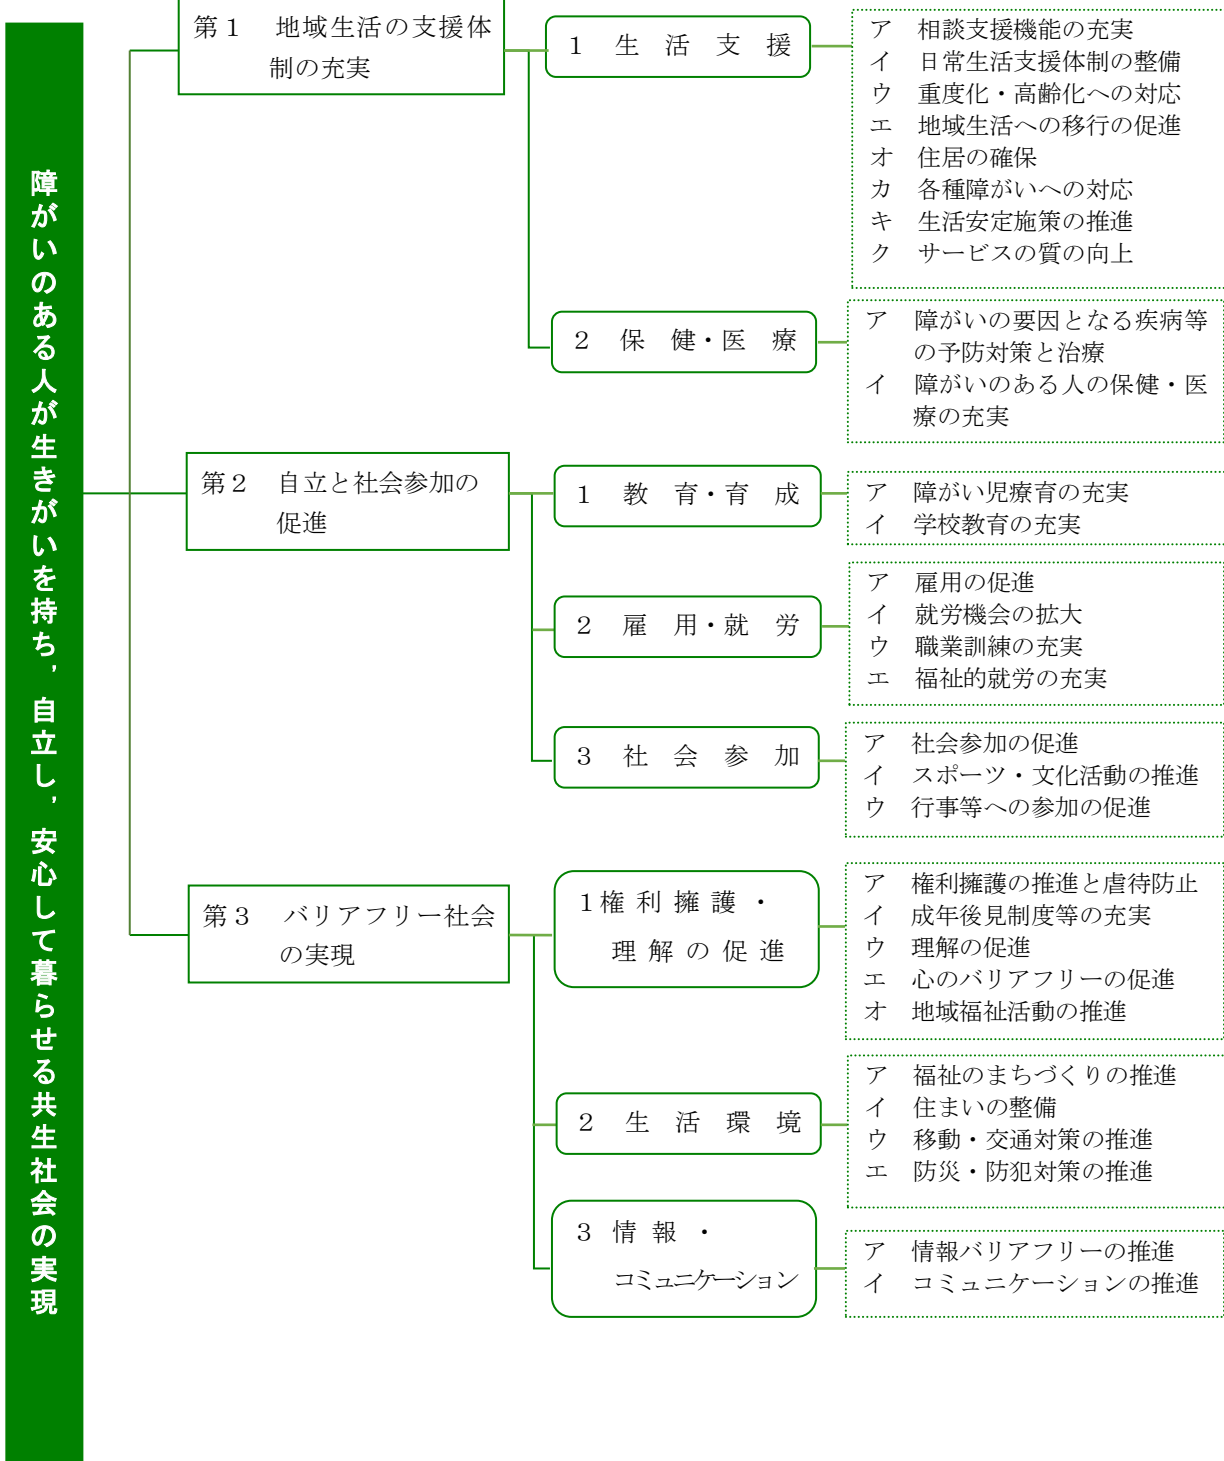 障がいのある人が生きがいを持ち，自立し，安心して暮らせる共生社会の実現
第１　地域生活の支援体
制の充実
１　生　活　支　援
ア　相談支援機能の充実
イ　日常生活支援体制の整備
ウ　重度化・高齢化への対応
エ　地域生活への移行の促進
オ　住居の確保
カ　各種障がいへの対応
キ　生活安定施策の推進
ク　サービスの質の向上
２　保　健・医　療
ア　障がいの要因となる疾病等
の予防対策と治療
イ　障がいのある人の保健・医
療の充実
第２　自立と社会参加の
促進
１　教　育・育　成
ア　障がい児療育の充実
イ　学校教育の充実
２　雇　用・就　労
ア　雇用の促進
イ　就労機会の拡大
ウ　職業訓練の充実
エ　福祉的就労の充実
３　社　会　参　加
ア　社会参加の促進
イ　スポーツ・文化活動の推進
ウ　行事等への参加の促進
第３　バリアフリー社会
の実現
１権 利 擁 護 ・
理 解 の 促 進
ア　権利擁護の推進と虐待防止
イ　成年後見制度等の充実
ウ　理解の促進
エ　心のバリアフリーの促進
オ　地域福祉活動の推進
２　生　活　環　境
ア　福祉のまちづくりの推進
イ　住まいの整備
ウ　移動・交通対策の推進
エ　防災・防犯対策の推進
３ 情 報 ・
コミュニケーション
ア　情報バリアフリーの推進
イ　コミュニケーションの推進